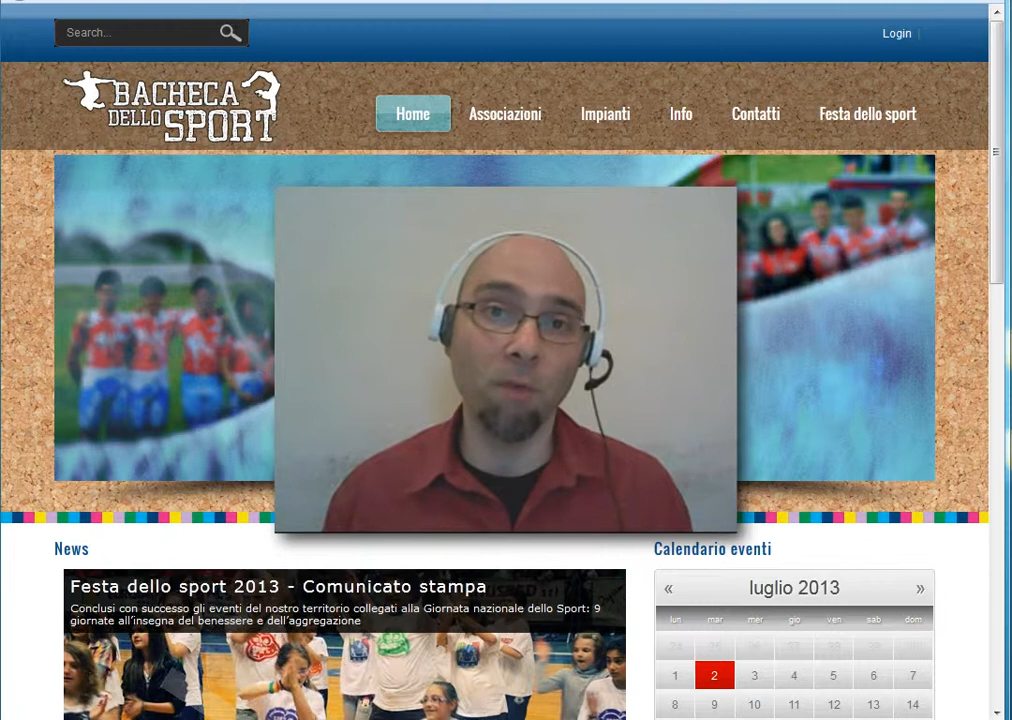 Search...
Login
BACHECA
DELLO SPORT
Home Associazioni Impianti Info Contatti Festa dello sport
News
Festa dello sport 2013 - Comunicato stampa
Conclusi con successo gli eventi del nostro territorio collegati alla Giornata nazionale dello Sport: 9
giornate all'insegna del benessere e dell'aggregazione
Calendario eventi
« luglio 2013 »
lun mar mer gio ven sab dom
1 2 3 4 5 6 7
8 9 10 11 12 13 14